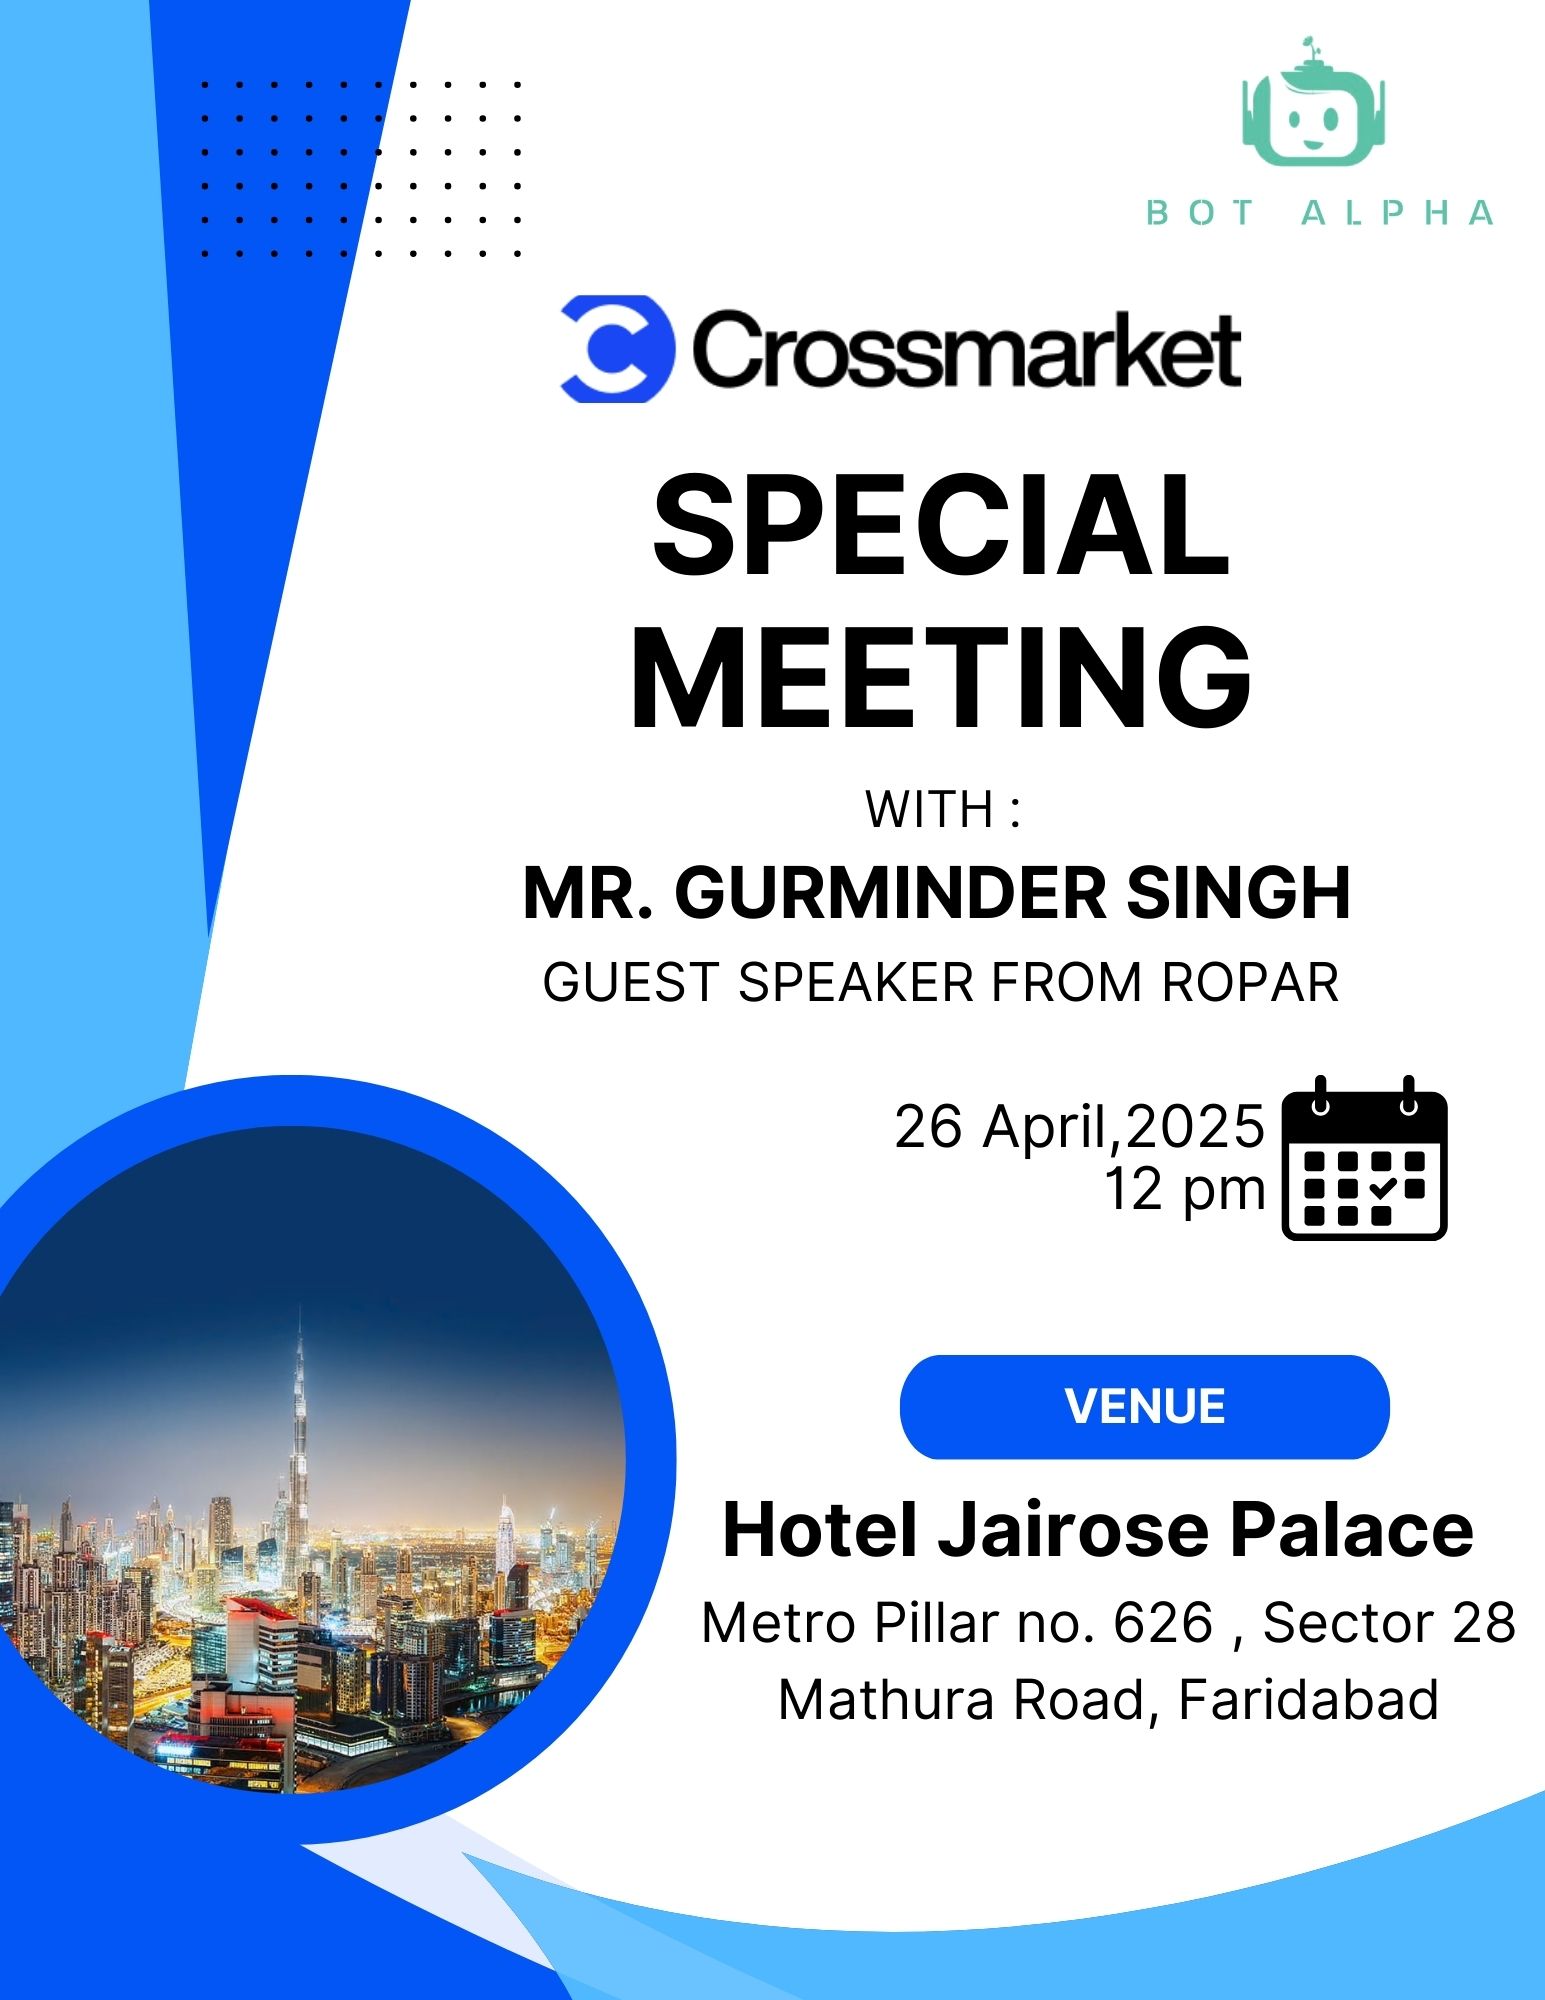 BOT ALPHA
Crossmarket
SPECIAL
MEETING
WITH :
MR. GURMINDER SINGH
GUEST SPEAKER FROM ROPAR
26 April,2025
12 pm
VENUE
Hotel Jairose Palace
Metro Pillar no. 626 , Sector 28
Mathura Road, Faridabad